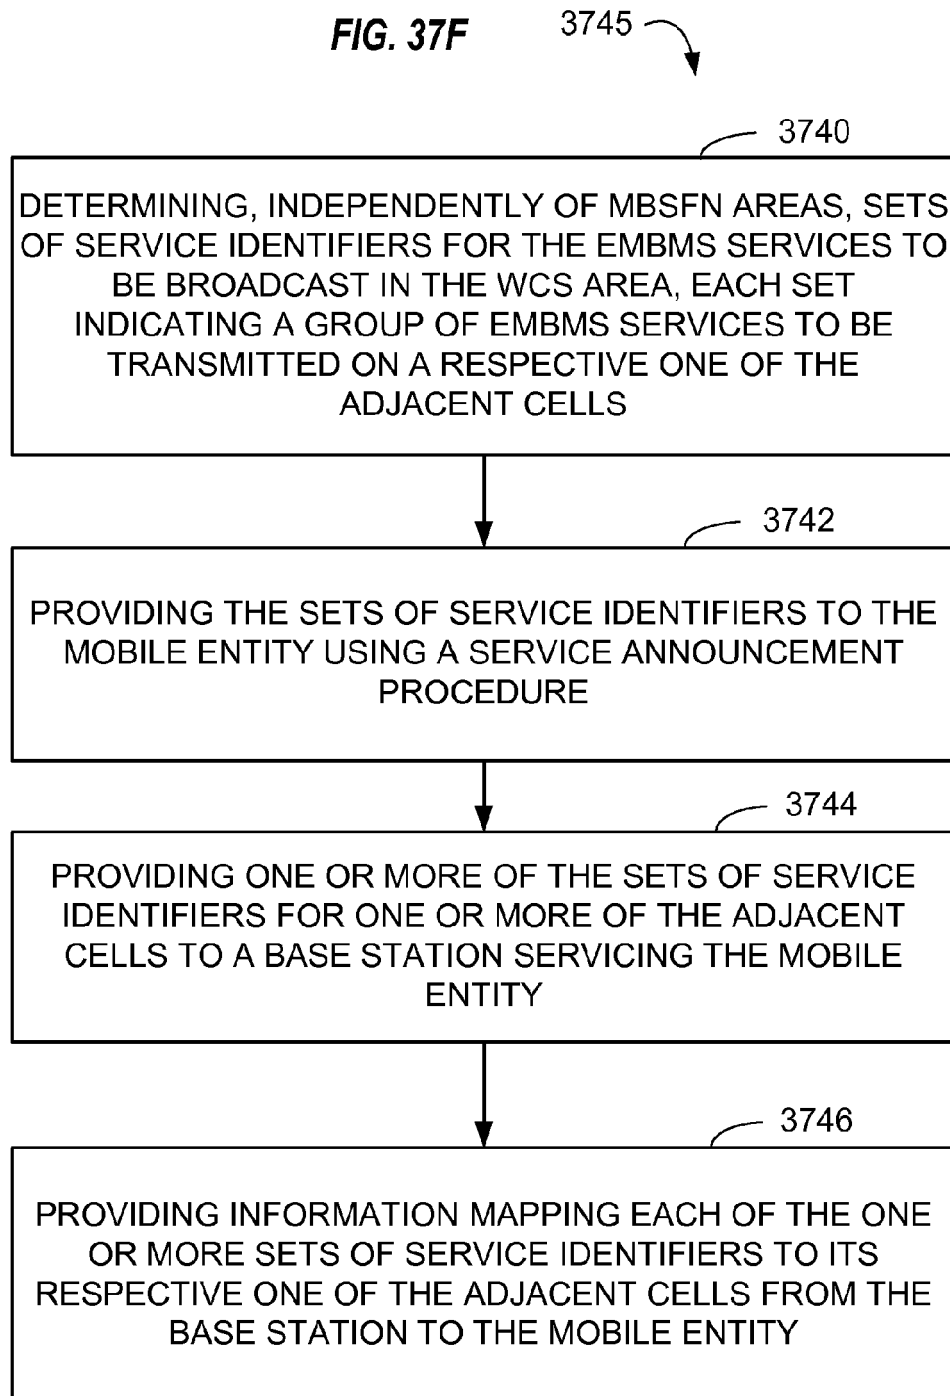 FIG. 37F
3745
3740
DETERMINING, INDEPENDENTLY OF MBSFN AREAS, SETS
OF SERVICE IDENTIFIERS FOR THE EMBMS SERVICES TO
BE BROADCAST IN THE WCS AREA, EACH SET
INDICATING A GROUP OF EMBMS SERVICES TO BE
TRANSMITTED ON A RESPECTIVE ONE OF THE
ADJACENT CELLS
3742
PROVIDING THE SETS OF SERVICE IDENTIFIERS TO THE
MOBILE ENTITY USING A SERVICE ANNOUNCEMENT
PROCEDURE
3744
PROVIDING ONE OR MORE OF THE SETS OF SERVICE
IDENTIFIERS FOR ONE OR MORE OF THE ADJACENT
CELLS TO A BASE STATION SERVICING THE MOBILE
ENTITY
3746
PROVIDING INFORMATION MAPPING EACH OF THE ONE
OR MORE SETS OF SERVICE IDENTIFIERS TO ITS
RESPECTIVE ONE OF THE ADJACENT CELLS FROM THE
BASE STATION TO THE MOBILE ENTITY